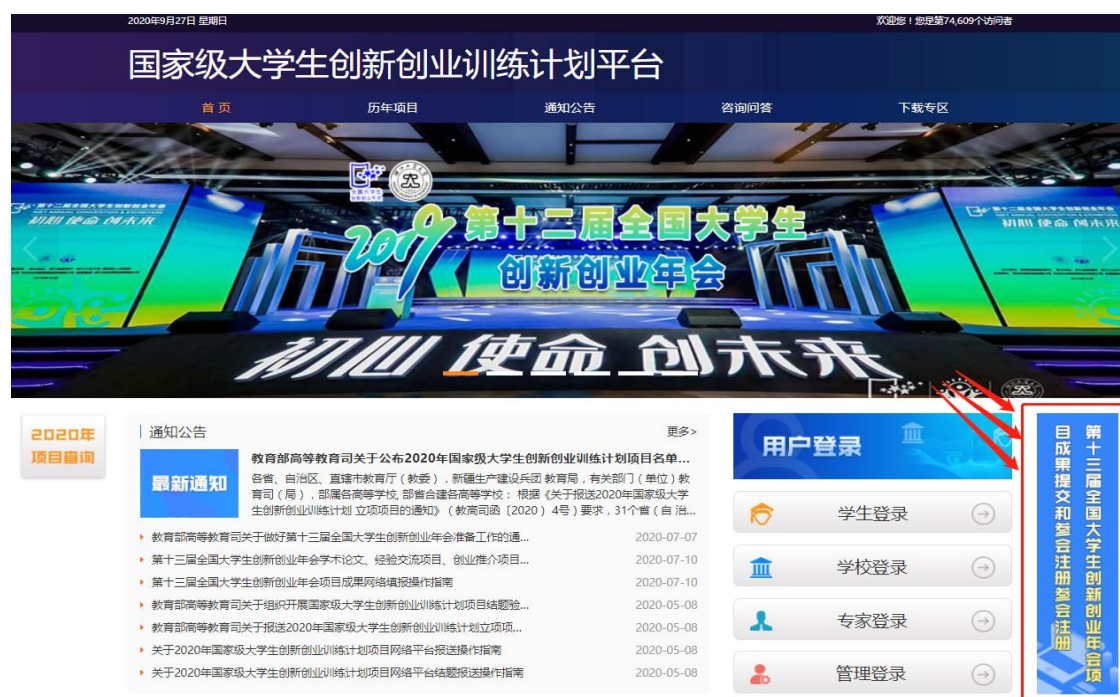 2020年9月27日 星期日
欢迎您！您是第74,609个访问者
国家级大学生创新创业训练计划平台
首 页
历年项目
通知公告
咨询问答
下载专区
2019
第十二届全国大学生
创新创业年会
初心 使命 创未来
2020年
项目查询
通知公告
更多>
最新通知
教育部高等教育司关于公布2020年国家级大学生创新创业训练计划项目名单...
各省、自治区、直辖市教育厅（教委），新疆生产建设兵团 教育局，有关部门（单位）教
育司（局），部属各高等学校, 部省合建各高等学校： 根据《关于报送2020年国家级大学
生创新创业训练计划 立项项目的通知》（教高司函〔2020〕4号）要求，31个省（自 治...
教育部高等教育司关于做好第十三届全国大学生创新创业年会准备工作的通...
2020-07-07
第十三届全国大学生创新创业年会学术论文、经验交流项目、创业推介项目...
2020-07-10
第十三届全国大学生创新创业年会项目成果网络填报操作指南
2020-07-10
教育部高等教育司关于组织开展国家级大学生创新创业训练计划项目结题验...
2020-05-08
教育部高等教育司关于报送2020年国家级大学生创新创业训练计划立项项...
2020-05-08
关于2020年国家级大学生创新创业训练计划项目网络平台报送操作指南
2020-05-08
关于2020年国家级大学生创新创业训练计划项目网络平台结题报送操作指南
2020-05-08
用户登录
学生登录
学校登录
专家登录
管理登录
第十三届全国大学生创新创业年会项
目成果提交和参会注册参会注册